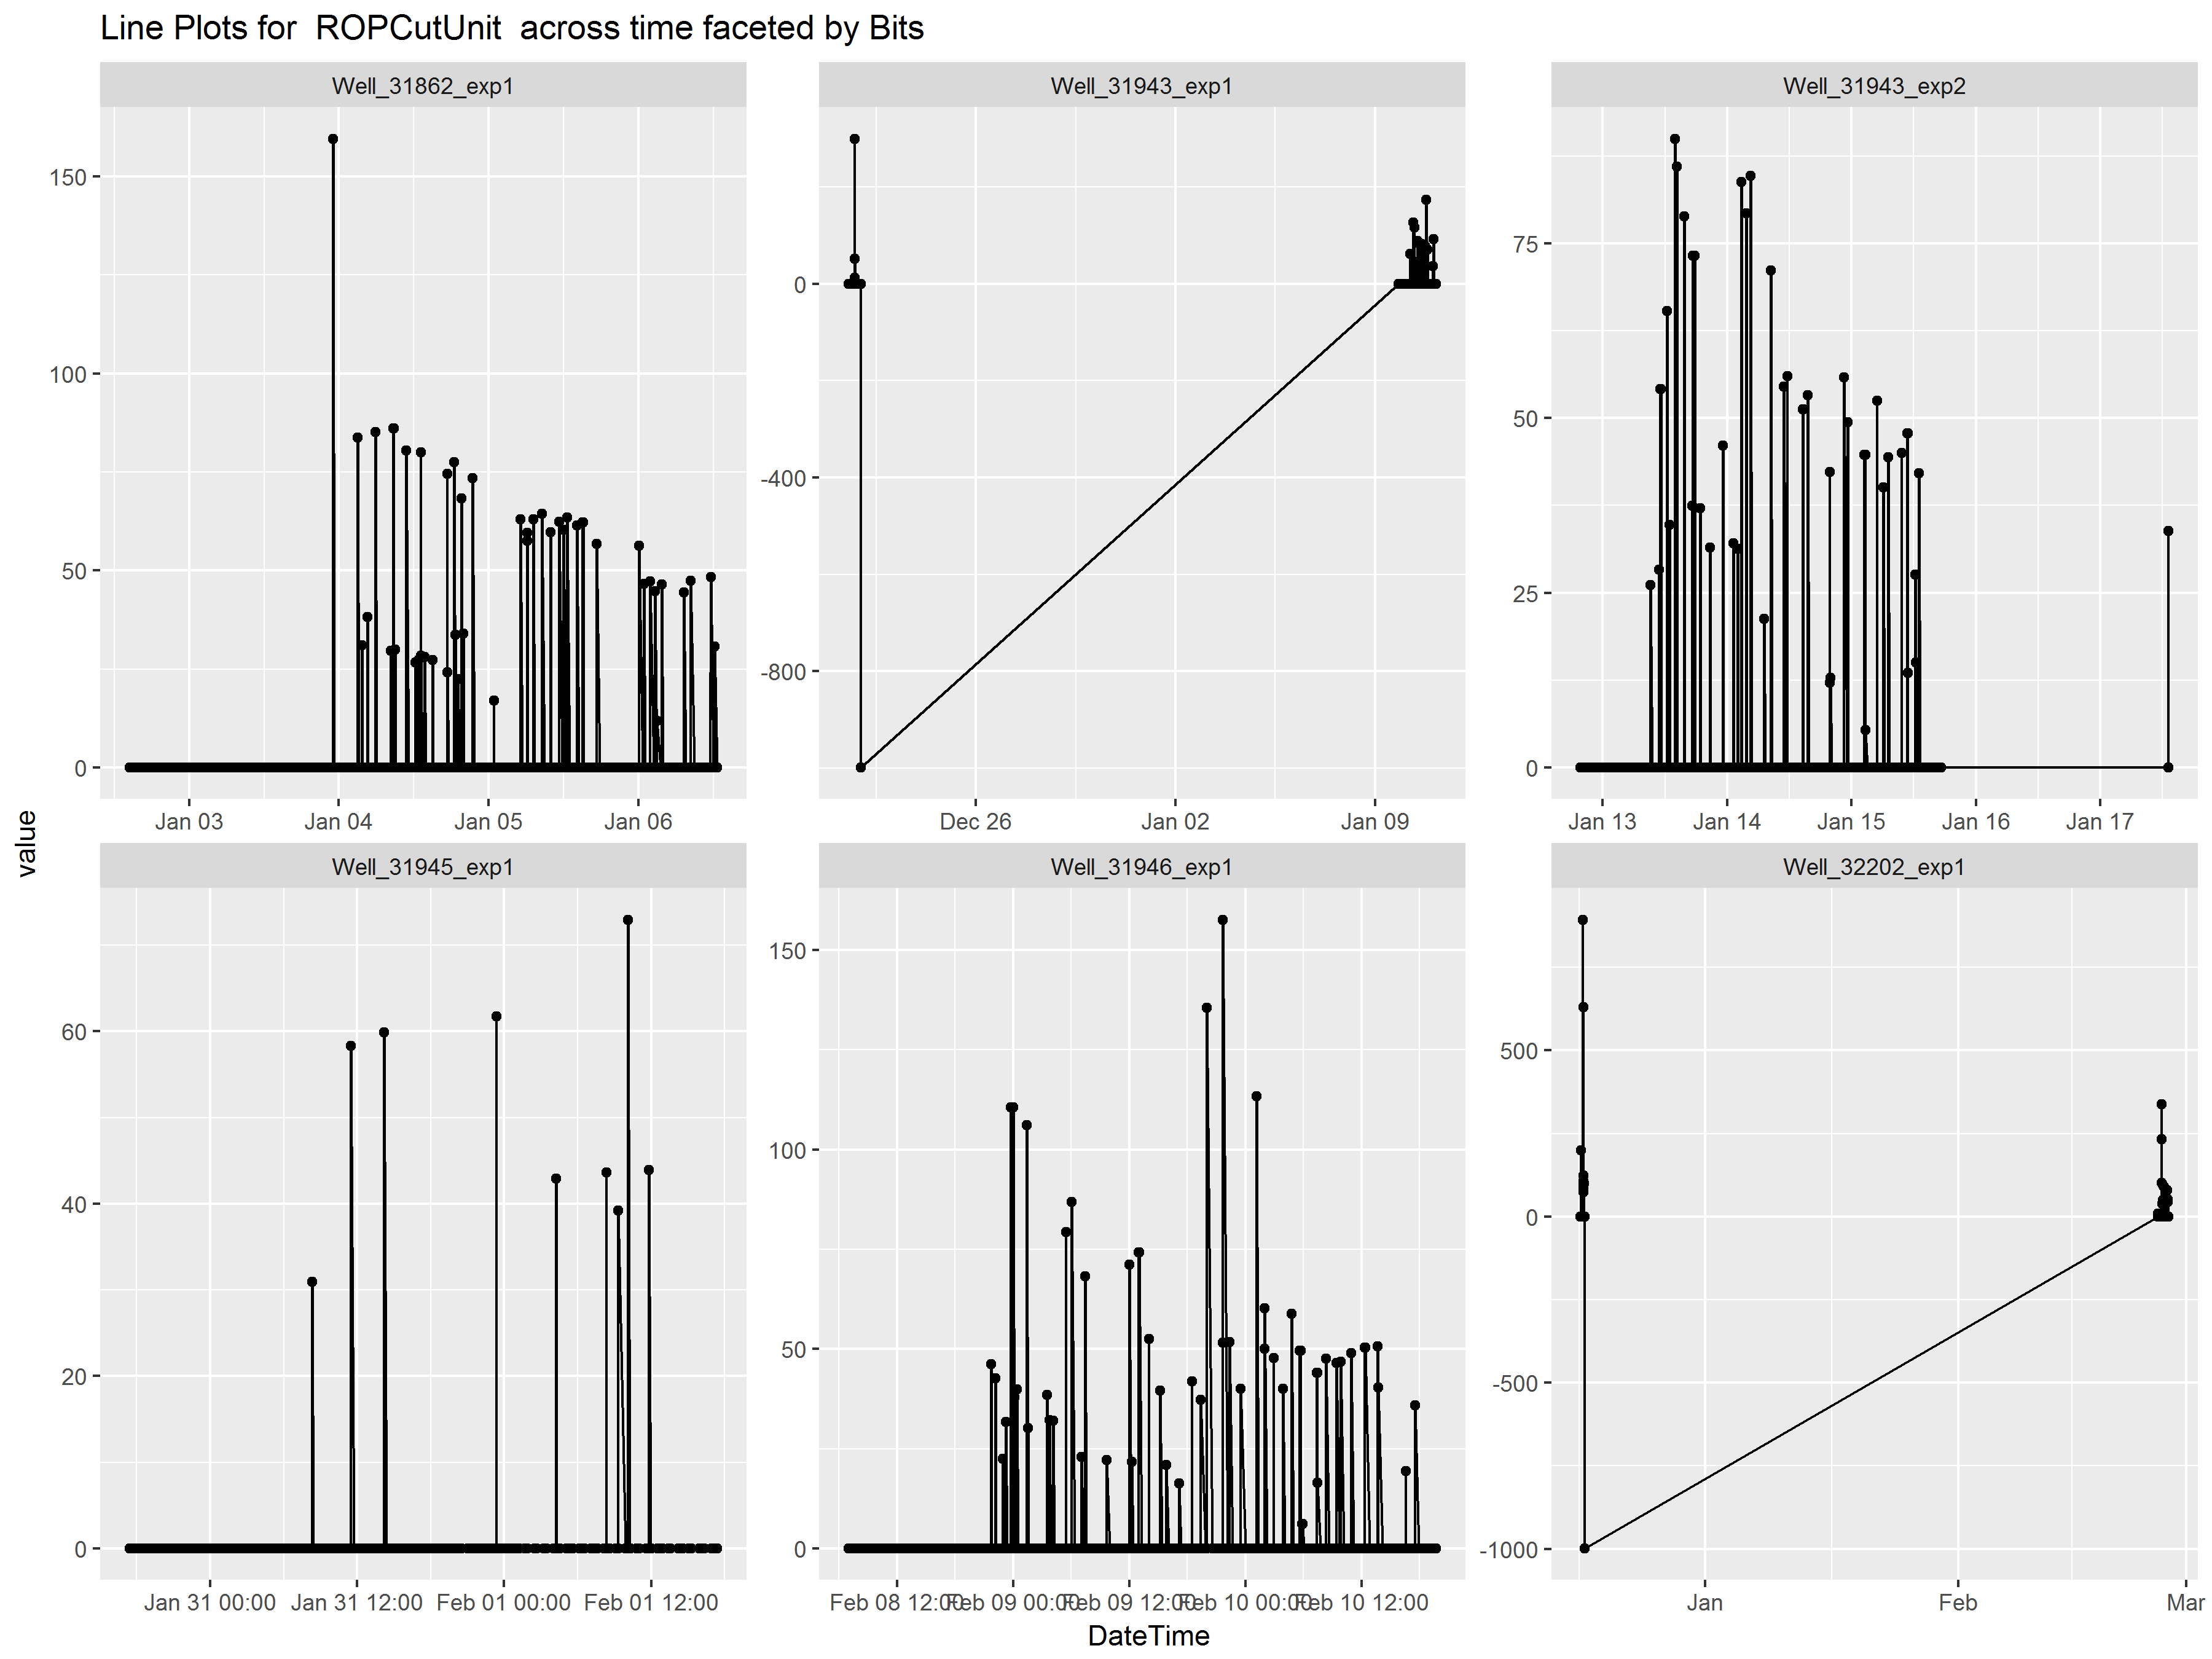 Line Plots for  ROPCutUnit  across time faceted by Bits
Well_31862_exp1
Well_31943_exp1
Well_31943_exp2
150
100
50
0
0
-400
-800
75
50
25
0
Jan 03 Jan 04 Jan 05 Jan 06
Dec 26 Jan 02 Jan 09
Jan 13 Jan 14 Jan 15 Jan 16 Jan 17
value
Well_31945_exp1
Well_31946_exp1
Well_32202_exp1
60
40
20
0
150
100
50
0
500
0
-500
-1000
Jan 31 00:00 Jan 31 12:00 Feb 01 00:00 Feb 01 12:00
Feb 08 12:00 Feb 09 00:00 Feb 09 12:00 Feb 10 00:00 Feb 10 12:00
Jan Feb Mar
DateTime